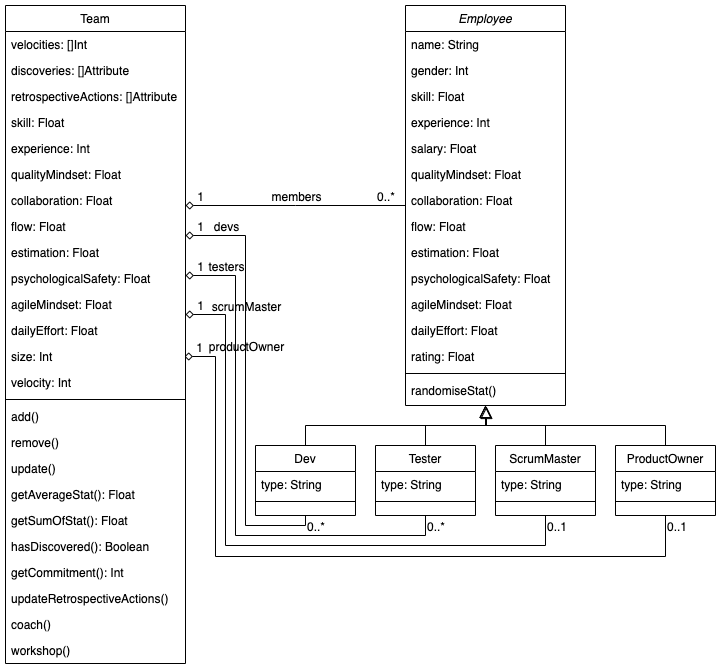 Team
velocities: []Int
discoveries: []Attribute
retrospectiveActions: []Attribute
skill: Float
experience: Int
qualityMindset: Float
collaboration: Float
flow: Float
estimation: Float
psychologicalSafety: Float
agileMindset: Float
dailyEffort: Float
size: Int
velocity: Int
add()
remove()
update()
getAverageStat(): Float
getSumOfStat(): Float
hasDiscovered(): Boolean
getCommitment(): Int
updateRetrospectiveActions()
coach()
workshop()
1 members 0..*
1 devs
1 testers
1 scrumMaster
1 productOwner
Employee
name: String
gender: Int
skill: Float
experience: Int
salary: Float
qualityMindset: Float
collaboration: Float
flow: Float
estimation: Float
psychologicalSafety: Float
agileMindset: Float
dailyEffort: Float
rating: Float
randomiseStat()
Dev
type: String
0..*
Tester
type: String
0..*
ScrumMaster
type: String
0..1
ProductOwner
type: String
0..1